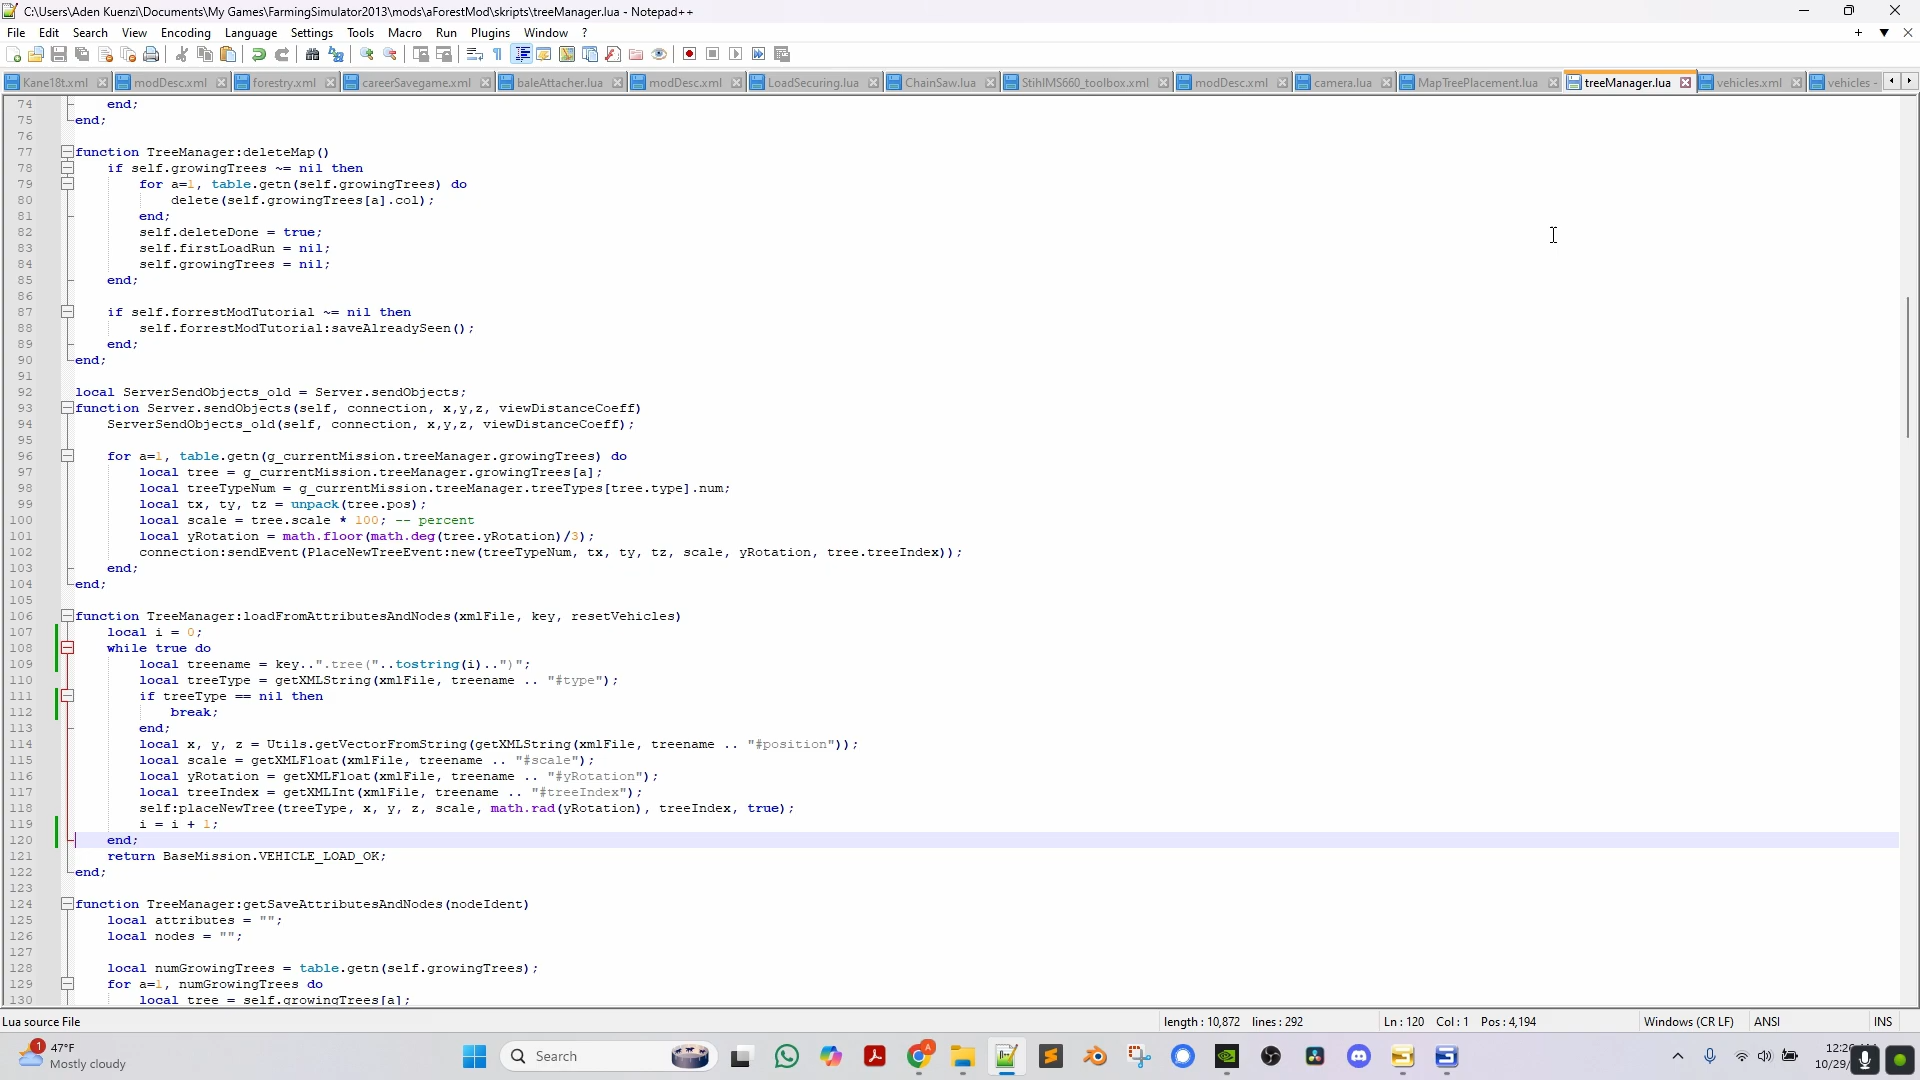 C:\Users\Aden Kuenzi\Documents\My Games\FarmingSimulator2013\mods\aForestMod\skripts\treeManager.lua - Notepad++
File Edit Search View Encoding Language Settings Tools Macro Run Plugins Window ?
Kane18t.xml modDesc.xml forestry.xml careerSavegame.xml baleAttacher.lua modDesc.xml LoadSecuring.lua ChainSaw.lua StihlMS660_toolbox.xml modDesc.xml camera.lua MapTreePlacement.lua treeManager.lua vehicles.xml vehicles -
74 end;
75 end;
76
77 function TreeManager:deleteMap()
78 if self.growingTrees ~= nil then
79 for a=1, table.getn(self.growingTrees) do
80 delete(self.growingTrees[a].col);
81 end;
82 self.deleteDone = true;
83 self.firstLoadRun = nil;
84 self.growingTrees = nil;
85 end;
86
87 if self.forrestModTutorial ~= nil then
88 self.forrestModTutorial:saveAlreadySeen();
89 end;
90 end;
91
92 local ServerSendObjects_old = Server.sendObjects;
93 function Server.sendObjects(self, connection, x,y,z, viewDistanceCoeff)
94 ServerSendObjects_old(self, connection, x,y,z, viewDistanceCoeff);
95
96 for a=1, table.getn(g_currentMission.treeManager.growingTrees) do
97 local tree = g_currentMission.treeManager.growingTrees[a];
98 local treeTypeNum = g_currentMission.treeManager.treeTypes[tree.type].num;
99 local tx, ty, tz = unpack(tree.pos);
100 local scale = tree.scale * 100; -- percent
101 local yRotation = math.floor(math.deg(tree.yRotation)/3);
102 connection:sendEvent(PlaceNewTreeEvent:new(treeTypeNum, tx, ty, tz, scale, yRotation, tree.treeIndex));
103 end;
104 end;
105
106 function TreeManager:loadFromAttributesAndNodes(xmlFile, key, resetVehicles)
107 local i = 0;
108 while true do
109 local treename = key..".tree("..tostring(i)..")";
110 local treeType = getXMLString(xmlFile, treename .. "#type");
111 if treeType == nil then
112 break;
113 end;
114 local x, y, z = Utils.getVectorFromString(getXMLString(xmlFile, treename .. "#position"));
115 local scale = getXMLFloat(xmlFile, treename .. "#scale");
116 local yRotation = getXMLFloat(xmlFile, treename .. "#yRotation");
117 local treeIndex = getXMLInt(xmlFile, treename .. "#treeIndex");
118 self:placeNewTree(treeType, x, y, z, scale, math.rad(yRotation), treeIndex, true);
119 i = i + 1;
120 end;
121 return BaseMission.VEHICLE_LOAD_OK;
122 end;
123
124 function TreeManager:getSaveAttributesAndNodes(nodeIdent)
125 local attributes = "";
126 local nodes = "";
127
128 local numGrowingTrees = table.getn(self.growingTrees);
129 for a=1, numGrowingTrees do
130 local tree = self.growingTrees[a];
Lua source File length : 10,872 lines : 292 Ln : 120 Col : 1 Pos : 4,194 Windows (CR LF) ANSI INS
1 47°F
Mostly cloudy
Search
10/29/